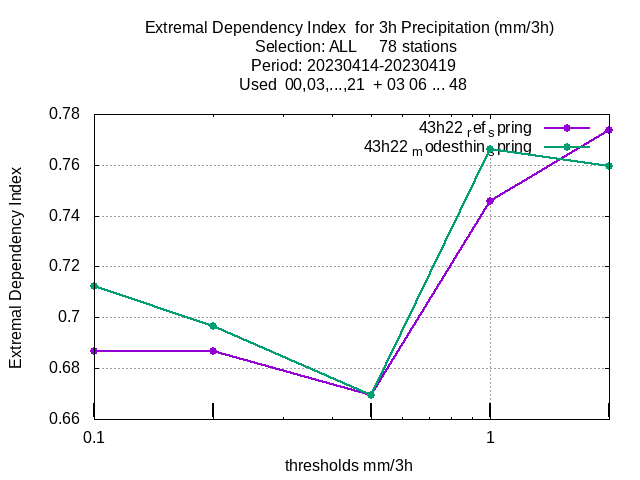 Extremal Dependency Index  for 3h Precipitation (mm/3h)
Selection: ALL     78 stations
Period: 20230414-20230419
Used  00,03,...,21  + 03 06 ... 48
43h22 ref spring
43h22 modesthin spring
0.78
0.76
0.74
0.72
0.7
0.68
0.66
Extremal Dependency Index
0.1
1
thresholds mm/3h